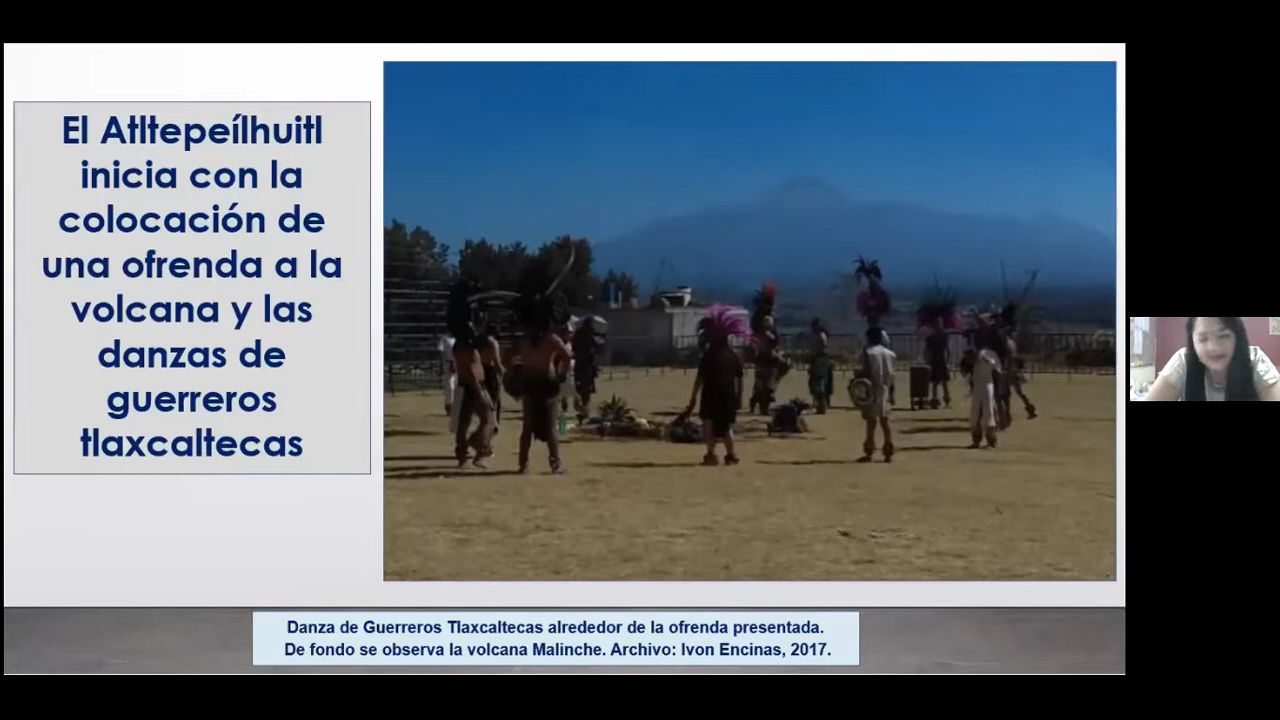 El Atltepeílhuitl
inicia con la
colocación de
una ofrenda a la
volcana y las
danzas de
guerreros
tlaxcaltecas
Danza de Guerreros Tlaxcaltecas alrededor de la ofrenda presentada.
De fondo se observa la volcana Malinche. Archivo: Ivon Encinas, 2017.